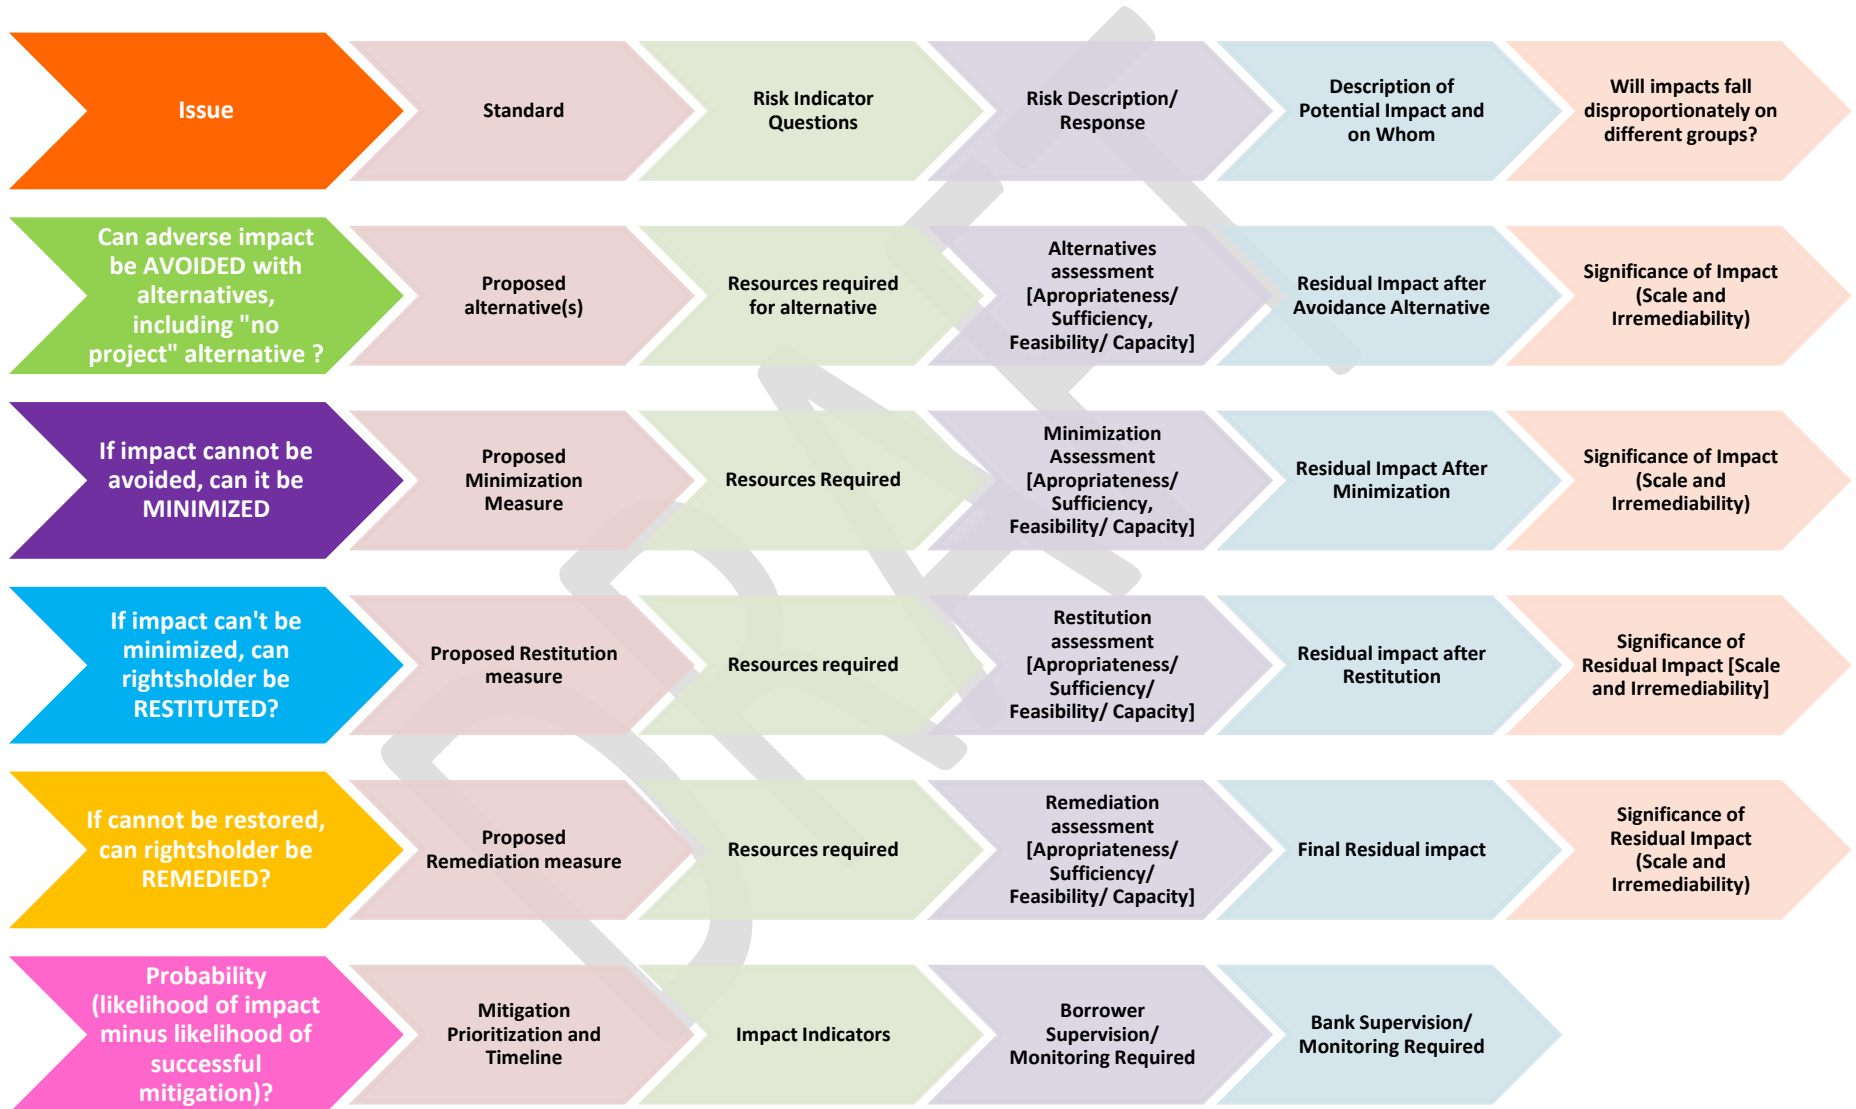 Issue
Standard
Risk Indicator
Questions
Risk Description/
Response
Description of
Potential Impact and
on Whom
Will impacts fall
disproportionately on
different groups?
Can adverse impact
be AVOIDED with
alternatives,
including "no
project" alternative ?
Proposed
alternative(s)
Resources required
for alternative
Alternatives
assessment
[Apropriateness/
Sufficiency,
Feasibility/ Capacity]
Residual Impact after
Avoidance Alternative
Significance of Impact
(Scale and
Irremediability)
If impact cannot be
avoided, can it be
MINIMIZED
Proposed
Minimization
Measure
Resources Required
Minimization
Assessment
[Apropriateness/
Sufficiency,
Feasibility/ Capacity]
Residual Impact After
Minimization
Significance of Impact
(Scale and
Irremediability)
If impact can't be
minimized, can
rightsholder be
RESTITUTED?
Proposed Restitution
measure
Resources required
Restitution
assessment
[Apropriateness/
Sufficiency/
Feasibility/ Capacity]
Residual impact after
Restitution
Significance of
Residual Impact [Scale
and Irremediability]
If cannot be restored,
can rightsholder be
REMEDIED?
Proposed
Remediation measure
Resources required
Remediation
assessment
[Apropriateness/
Sufficiency/
Feasibility/ Capacity]
Final Residual impact
Significance of
Residual Impact
(Scale and
Irremediability)
Probability
(likelihood of impact
minus likelihood of
successful
mitigation)?
Mitigation
Prioritization and
Timeline
Impact Indicators
Borrower
Supervision/
Monitoring Required
Bank Supervision/
Monitoring Required
DRAFT